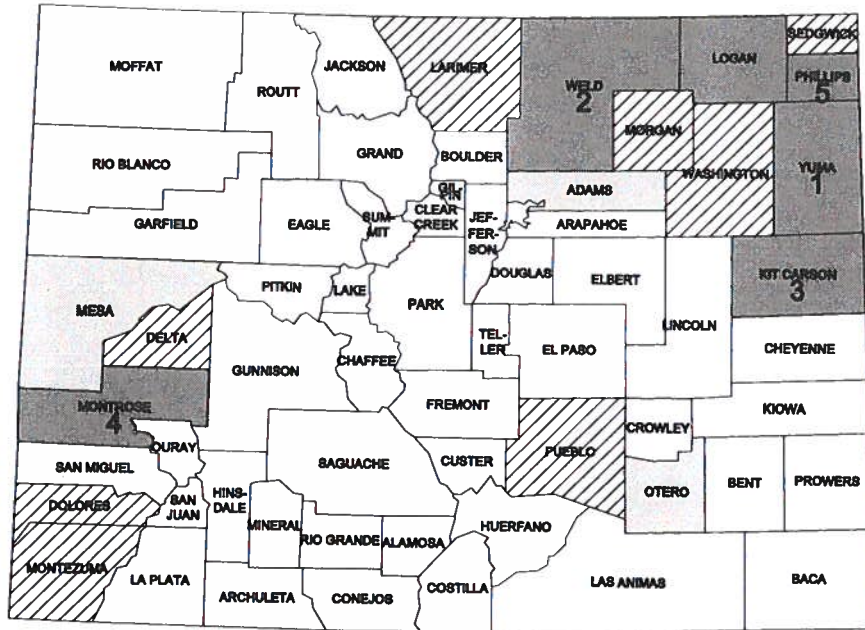 SEDGWICK
MOFFAT
JACKSON
LARIMER
LOGAN
ROUTT
WELD
2
PHILLIPS
5
MORGAN
GRAND
BOULDER
RIO BLANCO
WASHINGTON
YUMA
1
GIL-
PIN
ADAMS
GARFIELD
EAGLE
SUM-
MIT
CLEAR
CREEK
JEF-
FER-
SON
ARAPAHOE
DOUGLAS
ELBERT
KIT CARSON
3
PITKIN
LAKE
MESA
PARK
LINCOLN
DELTA
TEL-
LER
EL PASO
CHEYENNE
GUNNISON
CHAFFEE
MONTROSE
4
FREMONT
KIOWA
OURAY
CROWLEY
SAN MIGUEL
SAGUACHE
CUSTER
PUEBLO
OTERO
BENT
PROWERS
DOLORES
SAN
JUAN
HINS-
DALE
MINERAL
HUERFANO
RIO GRANDE
ALAMOSA
MONTEZUMA
LA PLATA
ARCHULETA
CONEJOS
COSTILLA
LAS ANIMAS
BACA